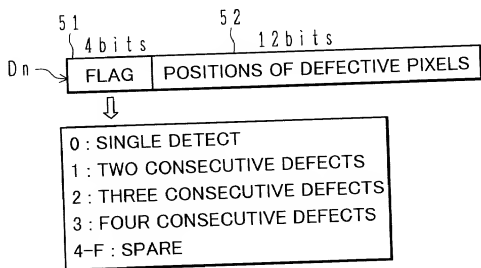 51
52
4bits
12bits
Dn
FLAG
POSITIONS OF DEFECTIVE PIXELS
0 : SINGLE DETECT
1 : TWO CONSECUTIVE DEFECTS
2 : THREE CONSECUTIVE DEFECTS
3 : FOUR CONSECUTIVE DEFECTS
4-F : SPARE